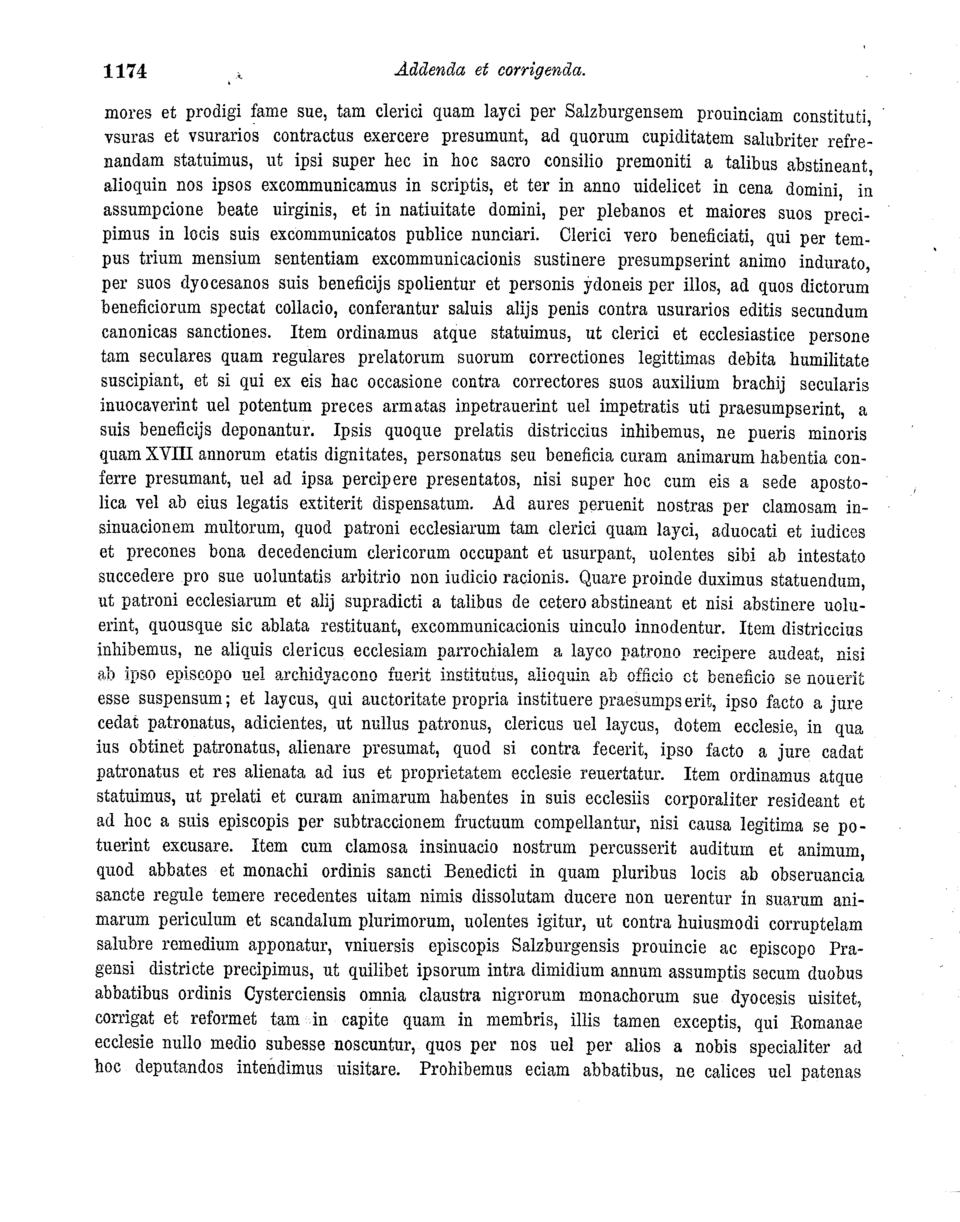 1174 Addenda et corrigenda.
mores et prodigi fame sue, tam clerici quam layci per Salzburgensem prouinciam constituti,
vsuras et vsurarios contractus exercere presumunt, ad quorum cupiditatem salubriter refre-
nandam statuimus, ut ipsi super hec in hoc sacro consilio premoniti a talibus abstineant,
alioquin nos ipsos excommunicamus in scriptis, et ter in anno uidelicet in cena domini, in
assumpcione beate uirginis, et in natiuitate domini, per plebanos et maiores suos preci-
pimus in locis suis excommunicatos publice nunciari. Clerici vero beneficiati, qui per tem-
pus trium mensium sententiam excommunicacionis sustinere presumpserint animo indurato,
per suos dyocesanos suis beneficijs spolientur et personis ydoneis per illos, ad quos dictorum
beneficiorum spectat collacio, conferantur saluis alijs penis contra usurarios editis secundum
canonicas sanctiones. Item ordinamus atque statuimus, ut clerici et ecclesiastice persone
tam seculares quam regulares prelatorum suorum correctiones legittimas debita humilitate
suscipiant, et si qui ex eis hac occasione contra correctores suos auxilium brachij secularis
inuocaverint uel potentum preces armatas inpetrauerint uel impetratis uti praesumpserint, a
suis beneficijs deponantur. Ipsis quoque prelatis districcius inhibemus, ne pueris minoris
quam XVIII annorum etatis dignitates, personatus seu beneficia curam animarum habentia con-
ferre presumant, uel ad ipsa percipere presentatos, nisi super hoc cum eis a sede aposto-
lica vel ab eius legatis extiterit dispensatum. Ad aures peruenit nostras per clamosam in-
sinuacionem multorum, quod patroni ecclesiarum tam clerici quam layci, aduocati et iudices
et precones bona decedencium clericorum occupant et usurpant, uolentes sibi ab intestato
succedere pro sue uoluntatis arbitrio non iudicio racionis. Quare proinde duximus statuendum,
ut patroni ecclesiarum et alij supradicti a talibus de cetero abstineant et nisi abstinere uolu-
erint, quousque sic ablata restituant, excommunicacionis uinculo innodentur. Item districcius
inhibemus, ne aliquis clericus ecclesiam parrochialem a layco patrono recipere audeat, nisi
ab ipso episcopo uel archidyacono fuerit institutus, alioquin ab officio et beneficio se nouerit
esse suspensum; et laycus, qui auctoritate propria instituere praesumpserit, ipso facto a jure
cedat patronatus, adicientes, ut nullus patronus, clericus uel laycus, dotem ecclesie, in qua
ius obtinet patronatus, alienare presumat, quod si contra fecerit, ipso facto a jure cadat
patronatus et res alienata ad ius et proprietatem ecclesie reuertatur. Item ordinamus atque
statuimus, ut prelati et curam animarum habentes in suis ecclesiis corporaliter resideant et
ad hoc a suis episcopis per subtraccionem fructuum compellantur, nisi causa legitima se po-
tuerint excusare. Item cum clamosa insinuacio nostrum percusserit auditum et animum,
quod abbates et monachi ordinis sancti Benedicti in quam pluribus locis ab obseruancia
sancte regule temere recedentes uitam nimis dissolutam ducere non uerentur in suarum ani-
marum periculum et scandalum plurimorum, uolentes igitur, ut contra huiusmodi corruptelam
salubre remedium apponatur, vniuersis episcopis Salzburgensis prouincie ac episcopo Pra-
gensi districte precipimus, ut quilibet ipsorum intra dimidium annum assumptis secum duobus
abbatibus ordinis Cysterciensis omnia claustra nigrorum monachorum sue dyocesis uisitet,
corrigat et reformet tam in capite quam in membris, illis tamen exceptis, qui Romanae
ecclesie nullo medio subesse noscuntur, quos per nos uel per alios a nobis specialiter ad
hoc deputandos intendimus uisitare. Prohibemus eciam abbatibus, ne calices uel patenas